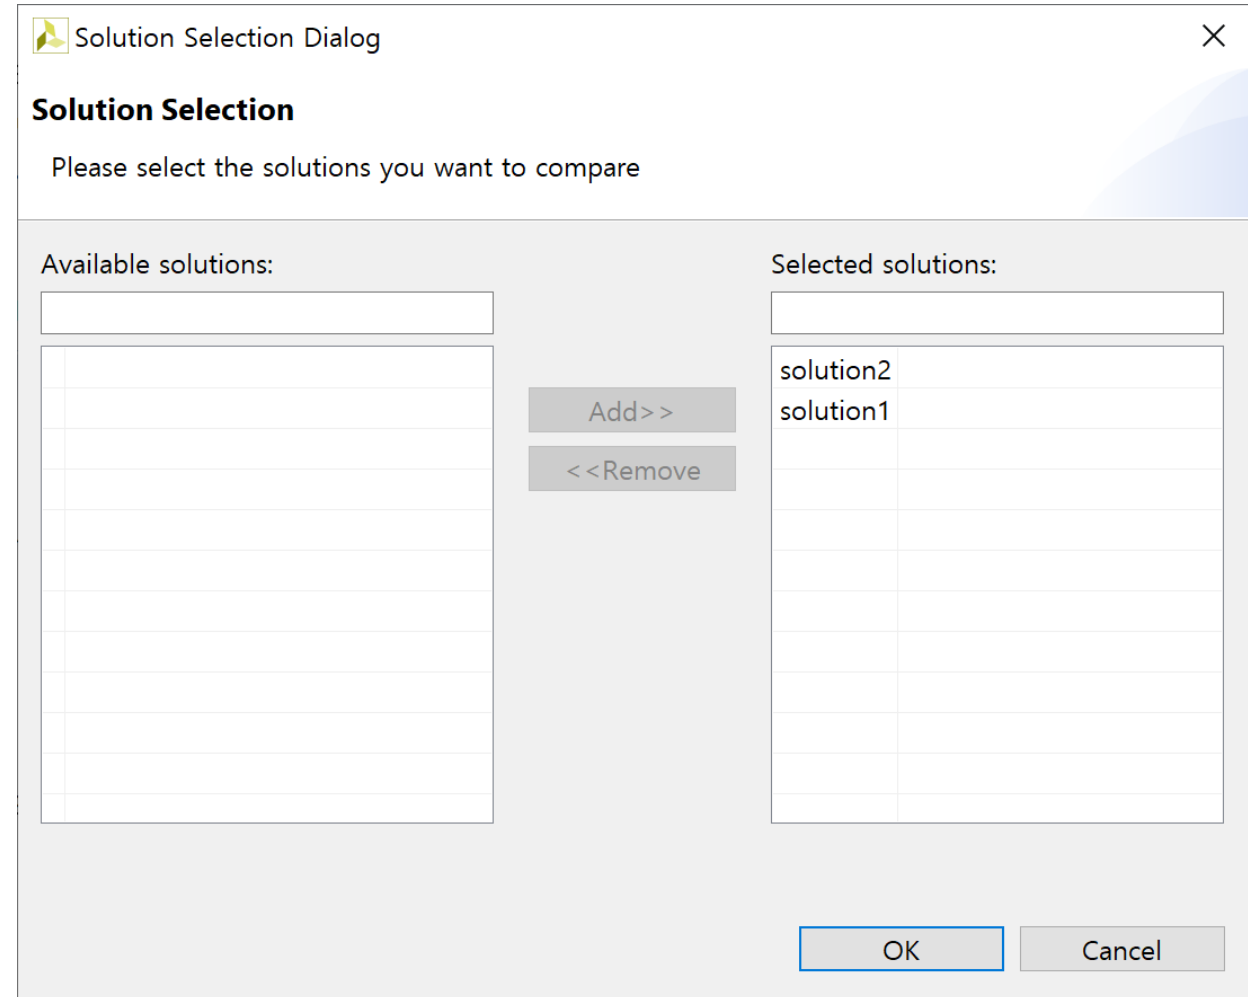 Solution Selection Dialog
Solution Selection
Please select the solutions you want to compare
Available solutions:
Selected solutions:
solution2
solution1
Add>>
<<Remove
OK
Cancel